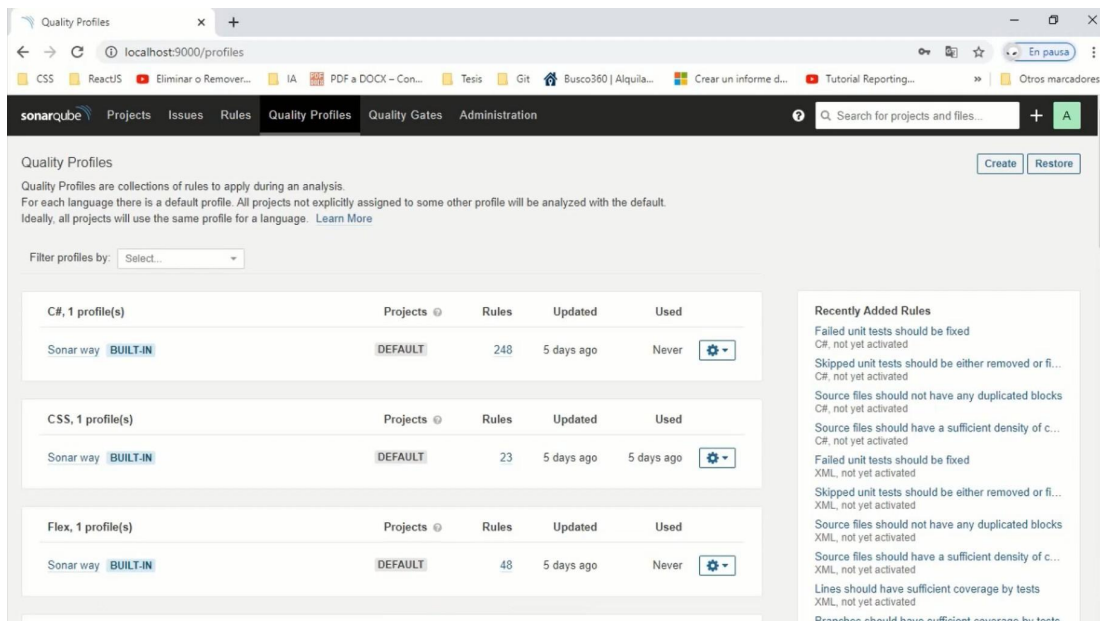 Quality Profiles
localhost:9000/profiles
En pausa
CSS ReactJS Eliminar o Remover... IA PDF a DOCX – Con... Tesis Git Busco360 | Alquila... Crear un informe d... Tutorial Reporting... » Otros marcadores
sonarqube Projects Issues Rules Quality Profiles Quality Gates Administration ? Search for projects and files... + A
Quality Profiles
Create Restore
Quality Profiles are collections of rules to apply during an analysis.
For each language there is a default profile. All projects not explicitly assigned to some other profile will be analyzed with the default.
Ideally, all projects will use the same profile for a language. Learn More
Filter profiles by: Select...
C#, 1 profile(s) Projects Rules Updated Used
Sonar way BUILT-IN DEFAULT 248 5 days ago Never
CSS, 1 profile(s) Projects Rules Updated Used
Sonar way BUILT-IN DEFAULT 23 5 days ago 5 days ago
Flex, 1 profile(s) Projects Rules Updated Used
Sonar way BUILT-IN DEFAULT 48 5 days ago Never
Recently Added Rules
Failed unit tests should be fixed
C#, not yet activated
Skipped unit tests should be either removed or fi...
C#, not yet activated
Source files should not have any duplicated blocks
C#, not yet activated
Source files should have a sufficient density of c...
C#, not yet activated
Failed unit tests should be fixed
XML, not yet activated
Skipped unit tests should be either removed or fi...
XML, not yet activated
Source files should not have any duplicated blocks
XML, not yet activated
Source files should have a sufficient density of c...
XML, not yet activated
Lines should have sufficient coverage by tests
XML, not yet activated
Branches should have sufficient coverage by tests